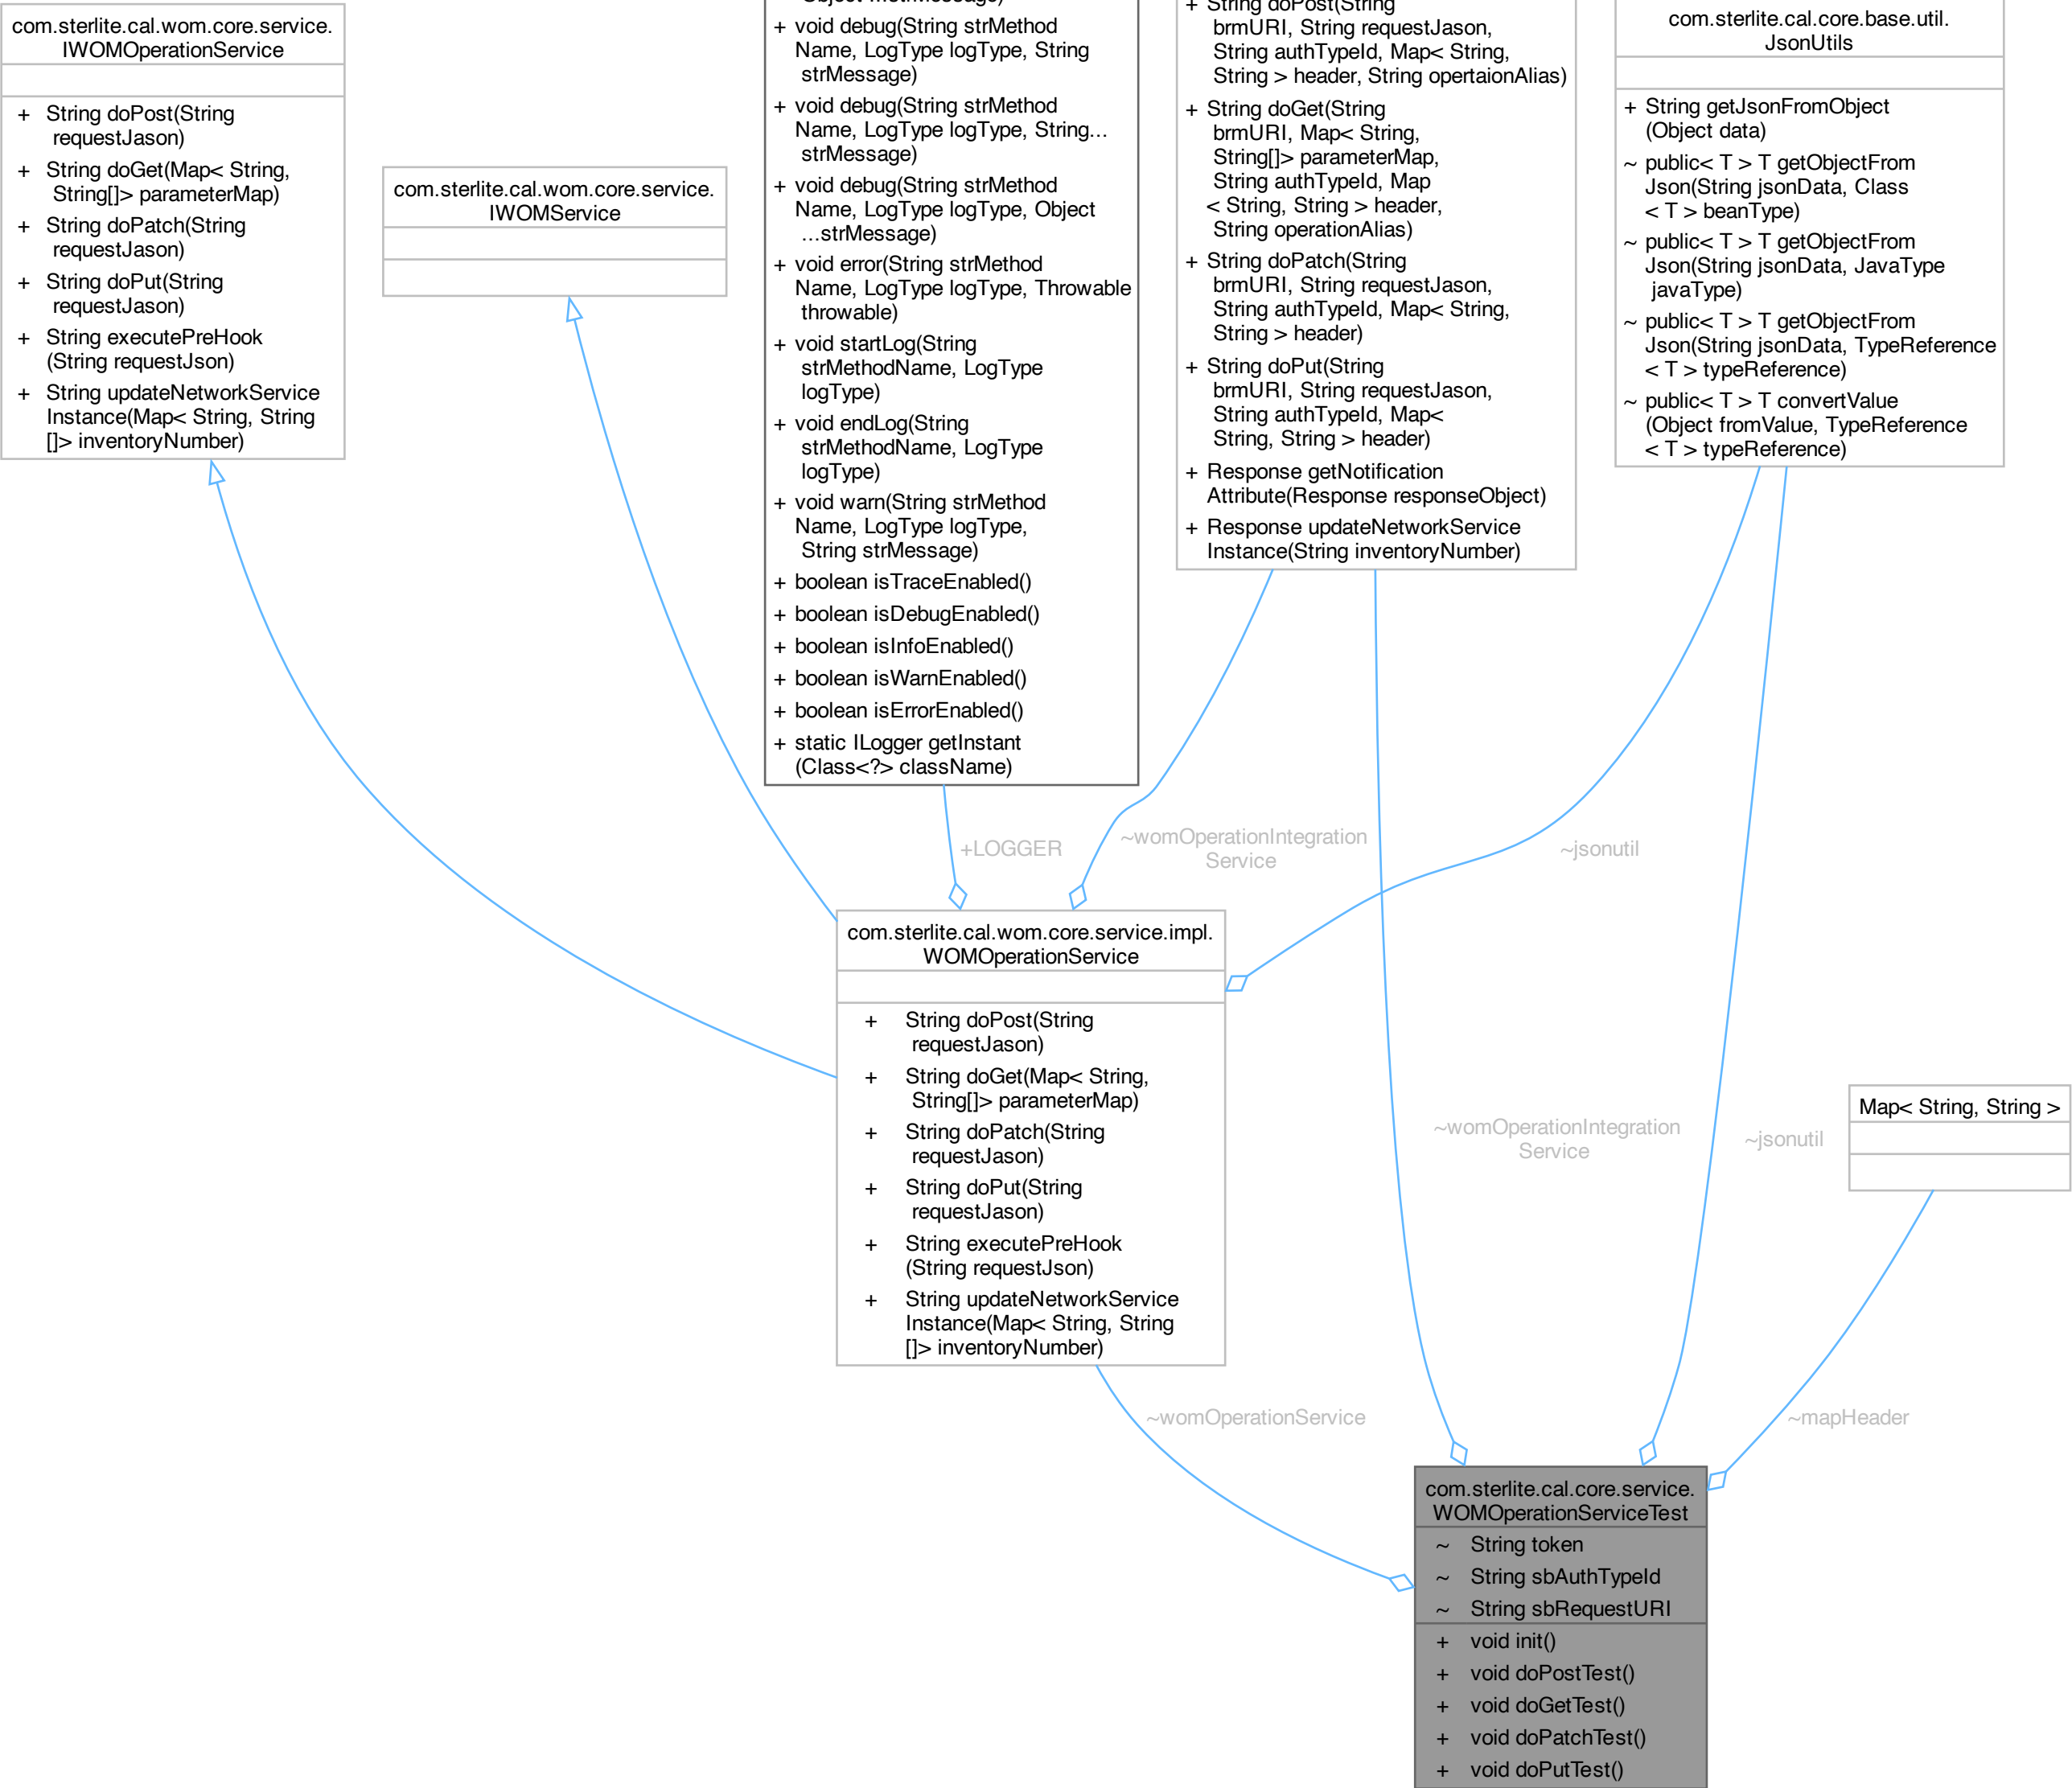 com.sterlite.cal.wom.core.service.
IWOMOperationService
+ String doPost(String
requestJason)
+ String doGet(Map< String,
String[]> parameterMap)
+ String doPatch(String
requestJason)
+ String doPut(String
requestJason)
+ String executePreHook
(String requestJson)
+ String updateNetworkService
Instance(Map< String, String
[]> inventoryNumber)
com.sterlite.cal.wom.core.service.
IWOMService
+ void debug(String strMethod
Name, LogType logType, String
strMessage)
+ void debug(String strMethod
Name, LogType logType, String...
strMessage)
+ void debug(String strMethod
Name, LogType logType, Object
...strMessage)
+ void error(String strMethod
Name, LogType logType, Throwable
throwable)
+ void startLog(String
strMethodName, LogType
logType)
+ void endLog(String
strMethodName, LogType
logType)
+ void warn(String strMethod
Name, LogType logType,
String strMessage)
+ boolean isTraceEnabled()
+ boolean isDebugEnabled()
+ boolean isInfoEnabled()
+ boolean isWarnEnabled()
+ boolean isErrorEnabled()
+ static ILogger getInstant
(Class<?> className)
+ String doPost(String
brmURI, String requestJason,
String authTypeId, Map< String,
String > header, String opertaionAlias)
+ String doGet(String
brmURI, Map< String,
String[]> parameterMap,
String authTypeId, Map
< String, String > header,
String operationAlias)
+ String doPatch(String
brmURI, String requestJason,
String authTypeId, Map< String,
String > header)
+ String doPut(String
brmURI, String requestJason,
String authTypeId, Map<
String, String > header)
+ Response getNotification
Attribute(Response responseObject)
+ Response updateNetworkService
Instance(String inventoryNumber)
com.sterlite.cal.core.base.util.
JsonUtils
+ String getJsonFromObject
(Object data)
~ public< T > T getObjectFrom
Json(String jsonData, Class
< T > beanType)
~ public< T > T getObjectFrom
Json(String jsonData, JavaType
javaType)
~ public< T > T getObjectFrom
Json(String jsonData, TypeReference
< T > typeReference)
~ public< T > T convertValue
(Object fromValue, TypeReference
< T > typeReference)
+LOGGER
~womOperationIntegration
Service
~jsonutil
com.sterlite.cal.wom.core.service.impl.
WOMOperationService
+ String doPost(String
requestJason)
+ String doGet(Map< String,
String[]> parameterMap)
+ String doPatch(String
requestJason)
+ String doPut(String
requestJason)
+ String executePreHook
(String requestJson)
+ String updateNetworkService
Instance(Map< String, String
[]> inventoryNumber)
~womOperationIntegration
Service
~jsonutil
Map< String, String >
~womOperationService
~mapHeader
com.sterlite.cal.core.service.
WOMOperationServiceTest
~ String token
~ String sbAuthTypeId
~ String sbRequestURI
+ void init()
+ void doPostTest()
+ void doGetTest()
+ void doPatchTest()
+ void doPutTest()